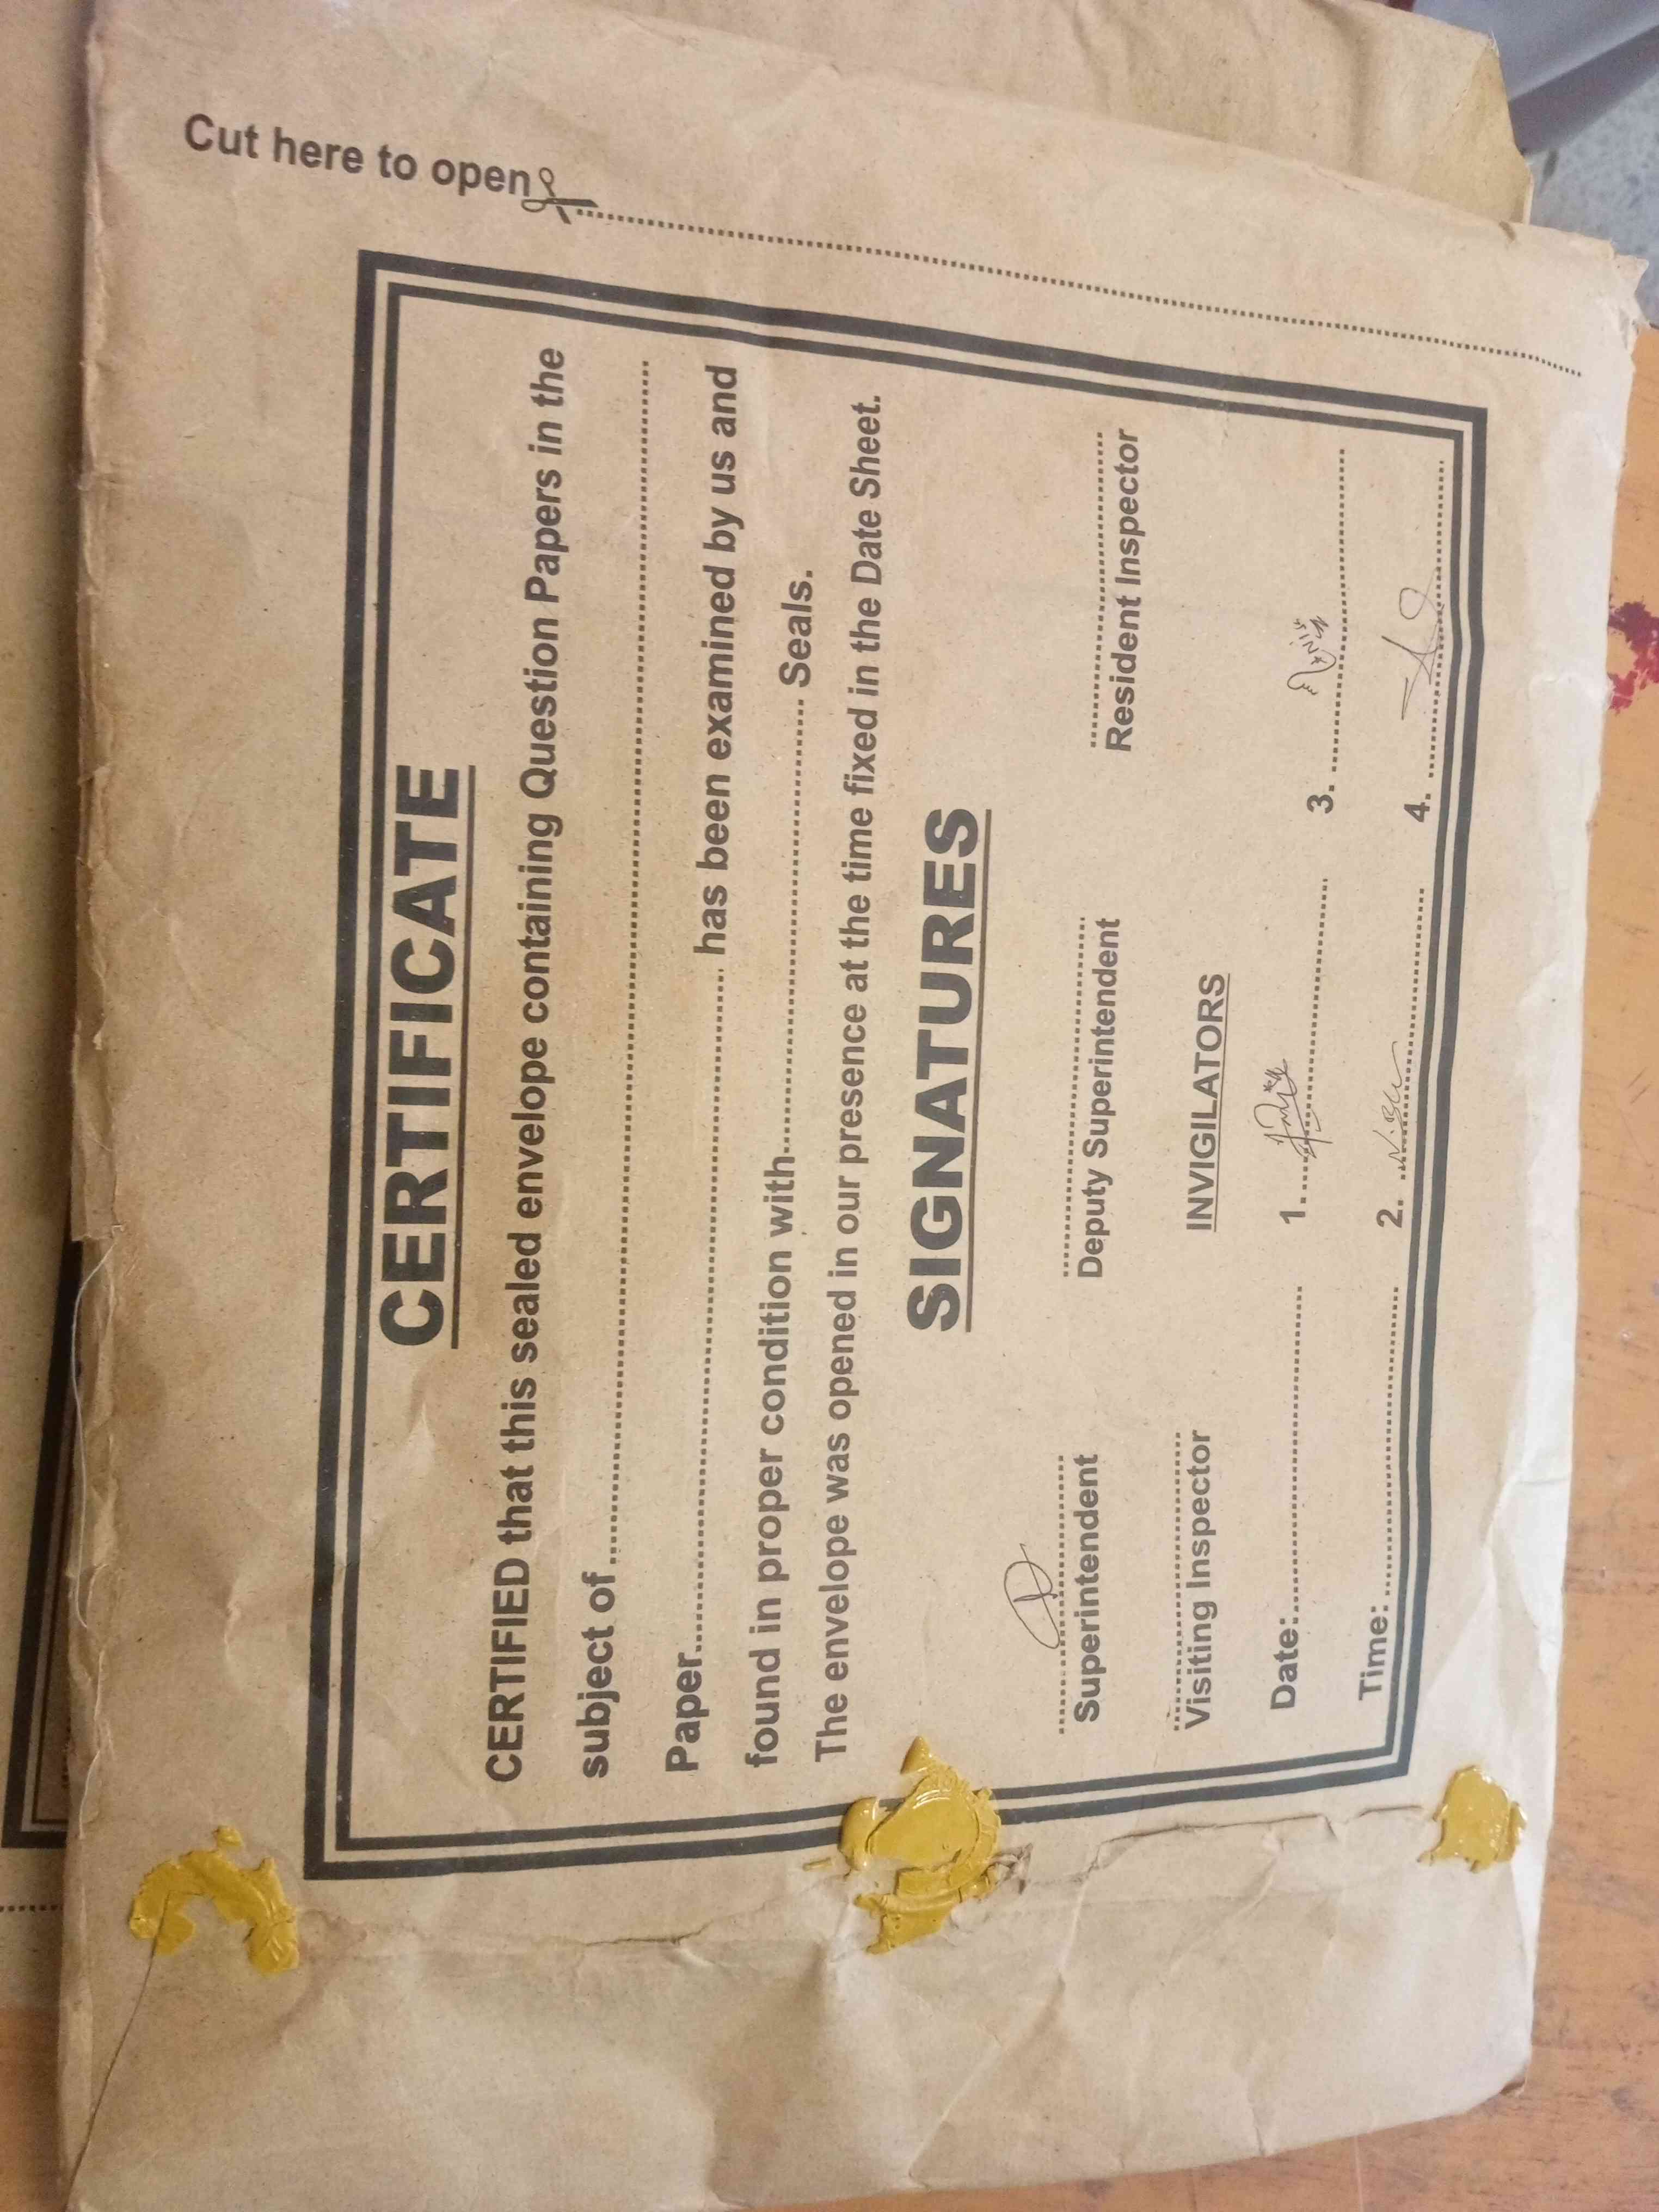 Cut here to open
CERTIFICATE
CERTIFIED that this sealed envelope containing Question Papers in the
subject of
Paper has been examined by us and
found in proper condition with Seals.
The envelope was opened in our presence at the time fixed in the Date Sheet.
SIGNATURES
Superintendent Deputy Superintendent Resident Inspector
Visiting Inspector INVIGILATORS
Date: 1. 3.
Time: 2. 4.